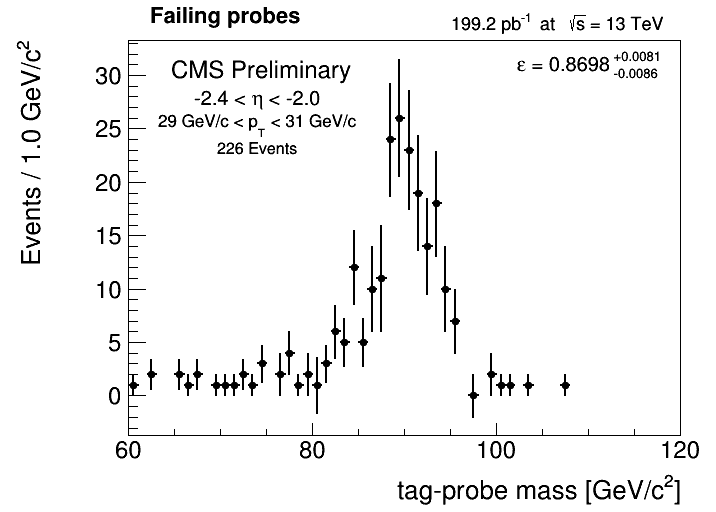 Failing probes
199.2 pb⁻¹ at √s = 13 TeV
CMS Preliminary
ε = 0.8698 +0.0081 -0.0086
-2.4 < η < -2.0
29 GeV/c < p_T < 31 GeV/c
226 Events
Events / 1.0 GeV/c²
30
25
20
15
10
5
0
60 80 100 120
tag-probe mass [GeV/c²]